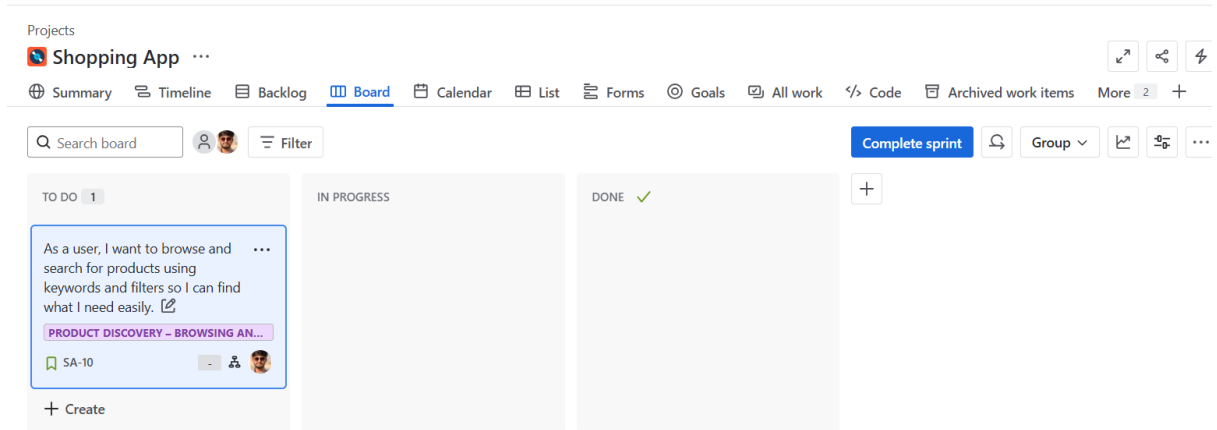 Projects
Shopping App
Summary Timeline Backlog Board Calendar List Forms Goals All work Code Archived work items More 2
Search board Filter Complete sprint Group
TO DO 1 IN PROGRESS DONE
As a user, I want to browse and
search for products using
keywords and filters so I can find
what I need easily.
PRODUCT DISCOVERY – BROWSING AN...
SA-10 -
Create